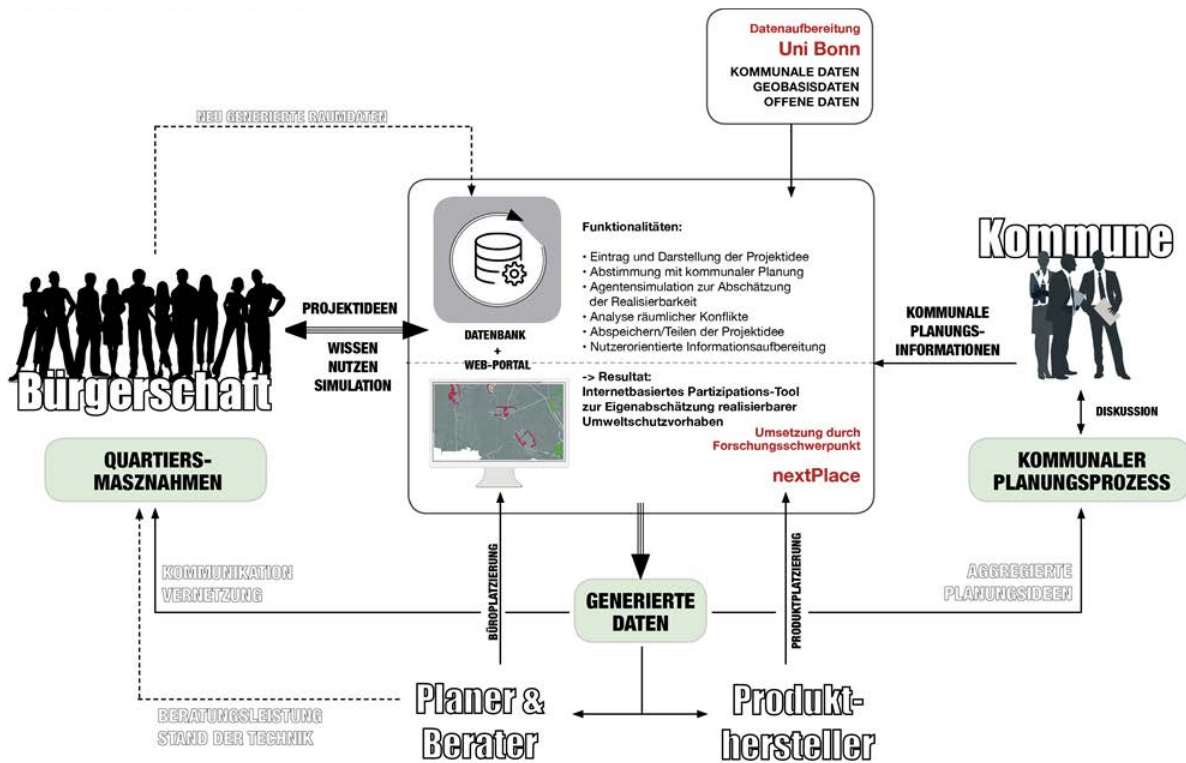 Datenaufbereitung
Uni Bonn
KOMMUNALE DATEN
GEOBASISDATEN
OFFENE DATEN
NEU GENERIERTE RAUMDATEN
Funktionalitäten:
• Eintrag und Darstellung der Projektidee
• Abstimmung mit kommunaler Planung
• Agentensimulation zur Abschätzung
der Realisierbarkeit
• Analyse räumlicher Konflikte
• Abspeichern/Teilen der Projektidee
• Nutzerorientierte Informationsaufbereitung
-> Resultat:
Internetbasiertes Partizipations-Tool
zur Eigenabschätzung realisierbarer
Umweltschutzvorhaben
Umsetzung durch
Forschungsschwerpunkt
nextPlace
DATENBANK
+
WEB-PORTAL
PROJEKTIDEEN
WISSEN
NUTZEN
SIMULATION
Bürgerschaft
QUARTIERS-
MASZNAHMEN
Kommune
KOMMUNALE
PLANUNGS-
INFORMATIONEN
DISKUSSION
KOMMUNALER
PLANUNGSPROZESS
KOMMUNIKATION
VERNETZUNG
BÜROPLATZIERUNG
GENERIERTE
DATEN
PRODUKTPLATZIERUNG
AGGREGIERTE
PLANUNGSIDEEN
BERATUNGSLEISTUNG
STAND DER TECHNIK
Planer &
Berater
Produkt-
hersteller